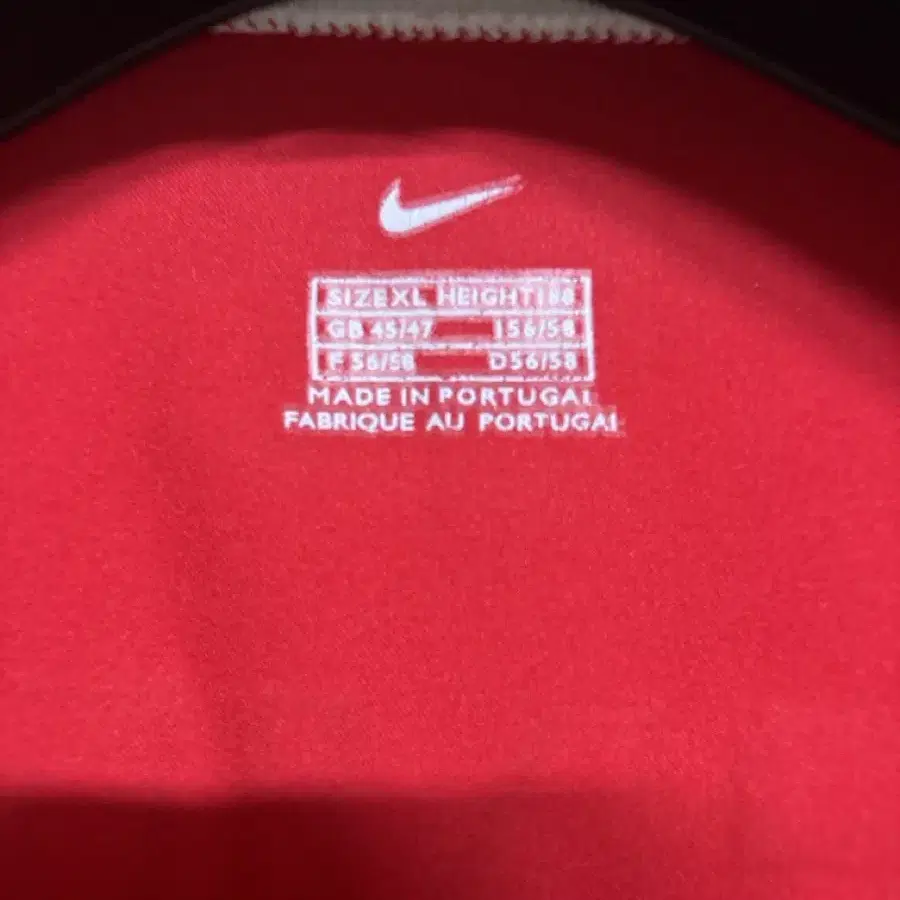 SIZE XL HEIGHT 188
GB 45/47 I 56/58
F 56/58 D 56/58
MADE IN PORTUGAL
FABRIQUE AU PORTUGAL